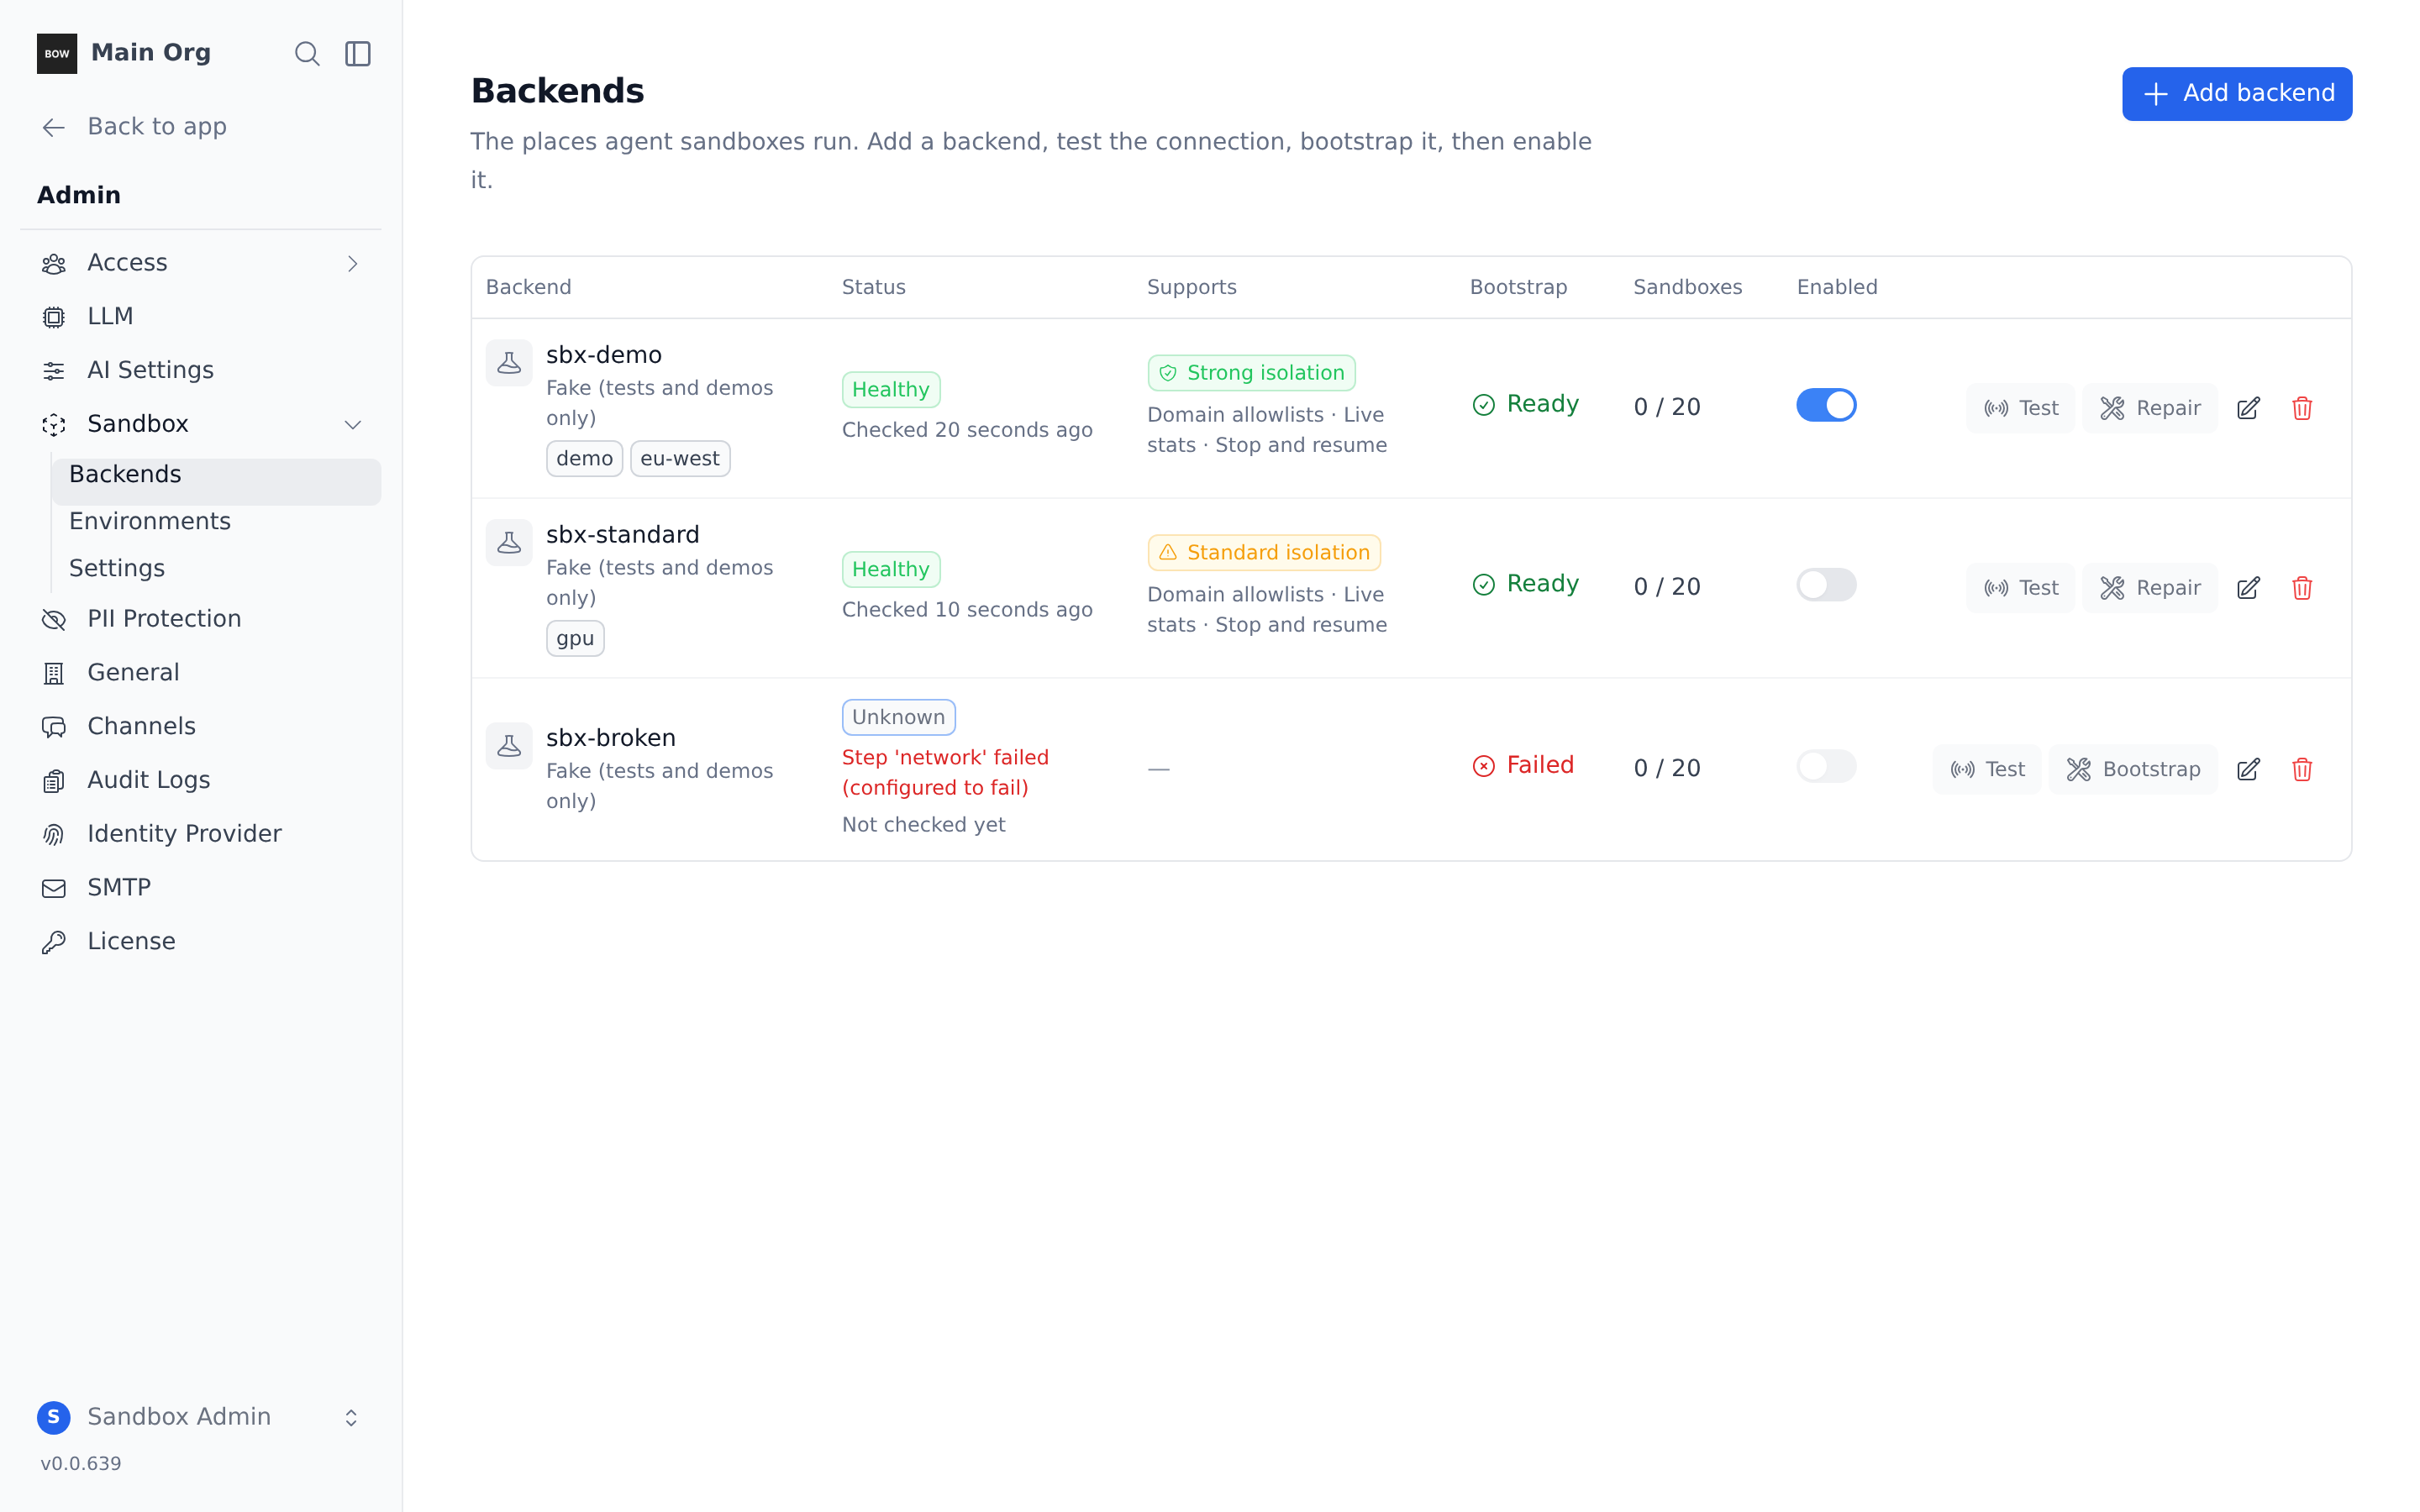 BOW
Main Org
Back to app
Admin
Access
LLM
AI Settings
Sandbox
Backends
Environments
Settings
PII Protection
General
Channels
Audit Logs
Identity Provider
SMTP
License
S
Sandbox Admin
v0.0.639
Backends
Add backend
The places agent sandboxes run. Add a backend, test the connection, bootstrap it, then enable
it.
Backend Status Supports Bootstrap Sandboxes Enabled
sbx-demo
Fake (tests and demos
only)
demo eu-west
Healthy
Checked 20 seconds ago
Strong isolation
Domain allowlists · Live
stats · Stop and resume
Ready
0 / 20
Test
Repair
sbx-standard
Fake (tests and demos
only)
gpu
Healthy
Checked 10 seconds ago
Standard isolation
Domain allowlists · Live
stats · Stop and resume
Ready
0 / 20
Test
Repair
sbx-broken
Fake (tests and demos
only)
Unknown
Step 'network' failed
(configured to fail)
Not checked yet
—
Failed
0 / 20
Test
Bootstrap